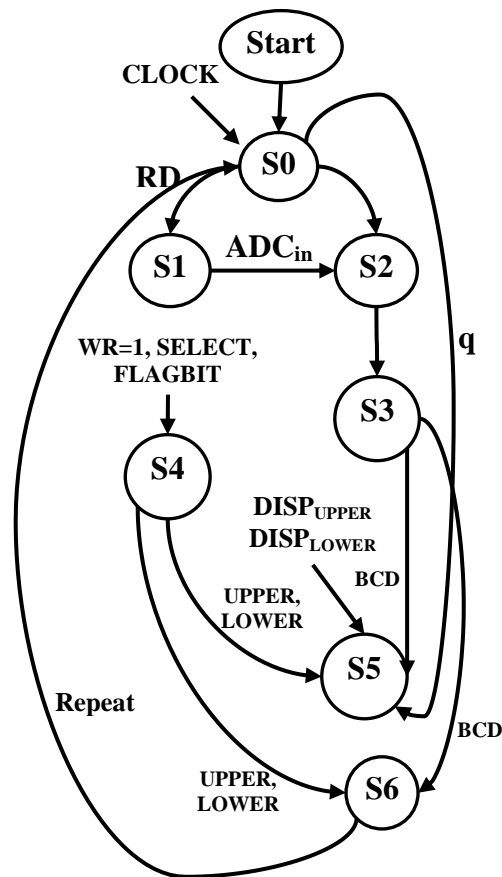 Start
CLOCK
S0
RD
S1
ADCin
S2
WR=1, SELECT,
FLAGBIT
q
S3
S4
DISPUPPER
DISPLOWER
BCD
UPPER,
LOWER
S5
Repeat
BCD
UPPER,
LOWER
S6